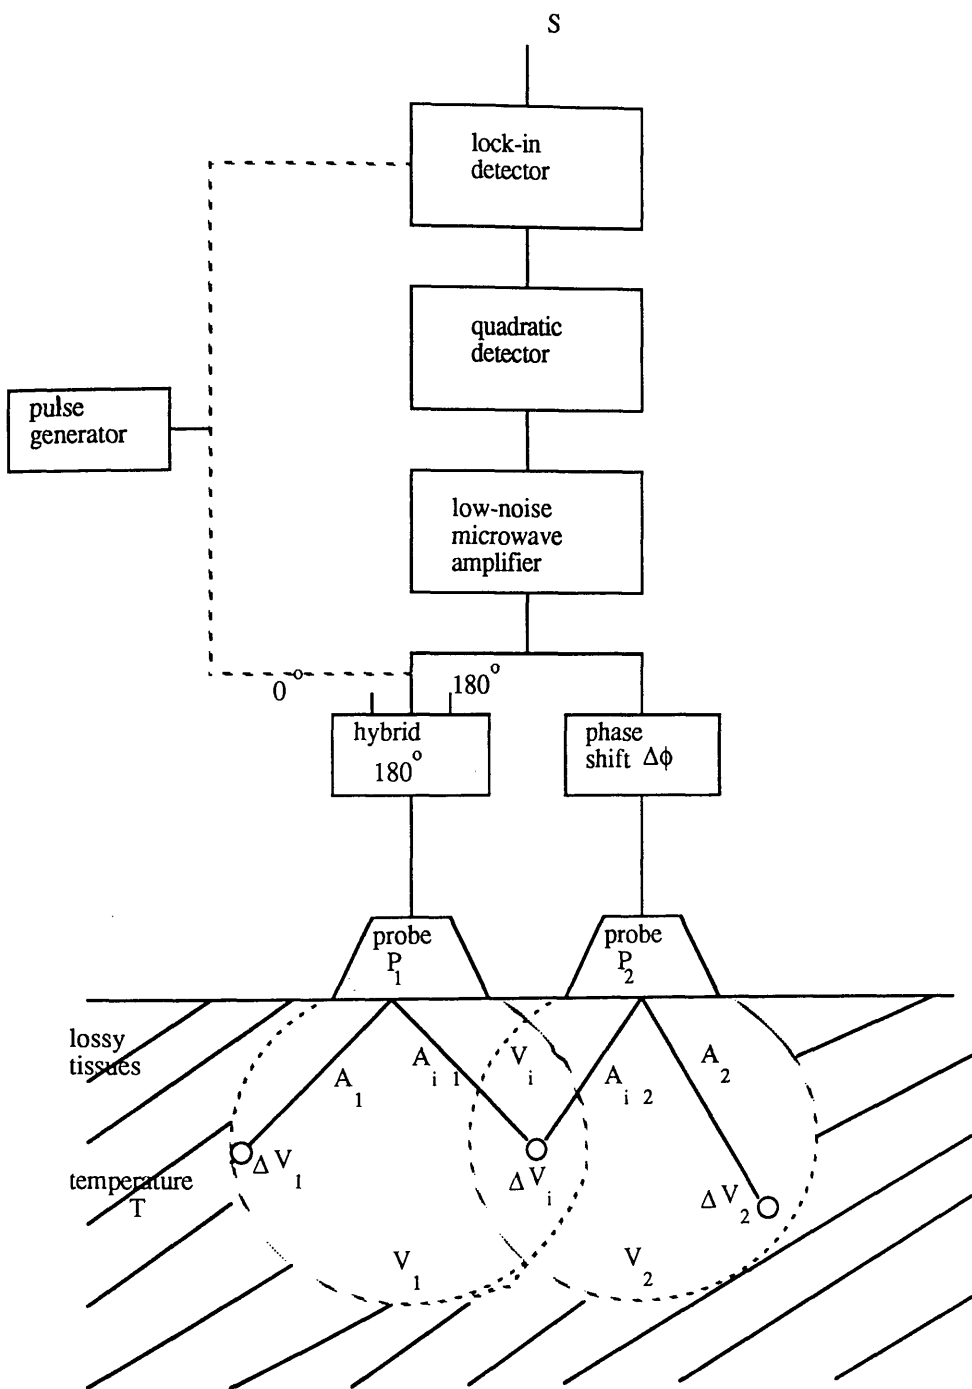 S
lock-in
detector
quadratic
detector
pulse
generator
low-noise
microwave
amplifier
0°
180°
hybrid
180°
phase
shift Δϕ
probe
P1
probe
P2
lossy
tissues
A1
Ai 1
Vi
Ai 2
A2
temperature
T
ΔV1
ΔVi
ΔV2
V1
V2